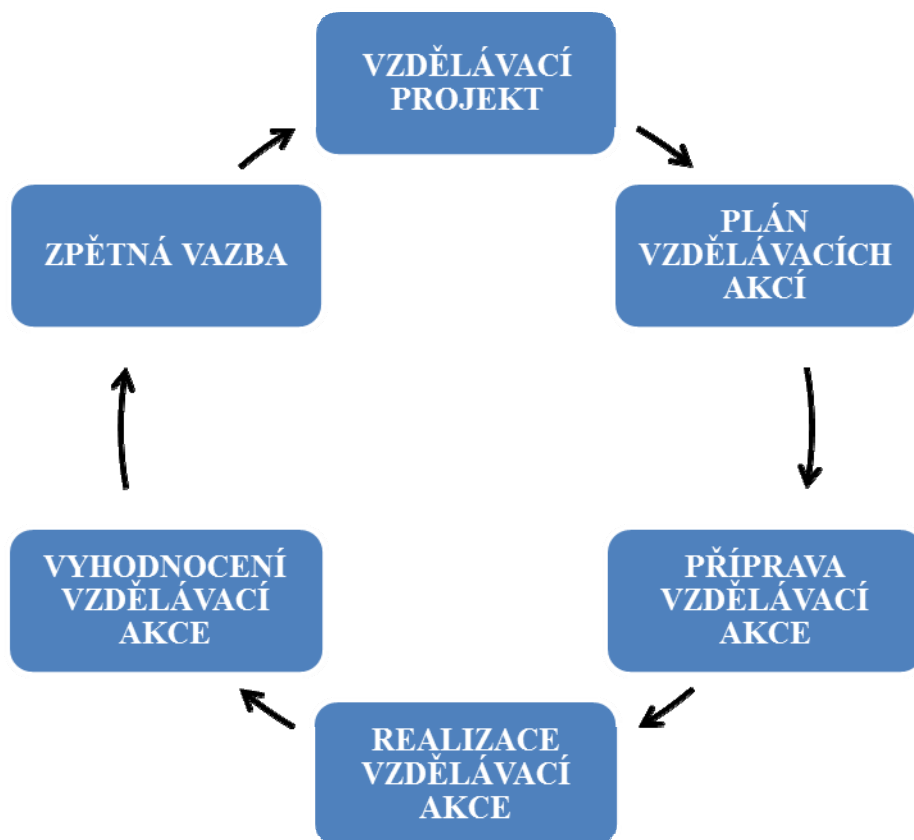 VZDĚLÁVACÍ
PROJEKT
PLÁN
VZDĚLÁVACÍCH
AKCÍ
PŘÍPRAVA
VZDĚLÁVACÍ
AKCE
REALIZACE
VZDĚLÁVACÍ
AKCE
VYHODNOCENÍ
VZDĚLÁVACÍ
AKCE
ZPĚTNÁ VAZBA